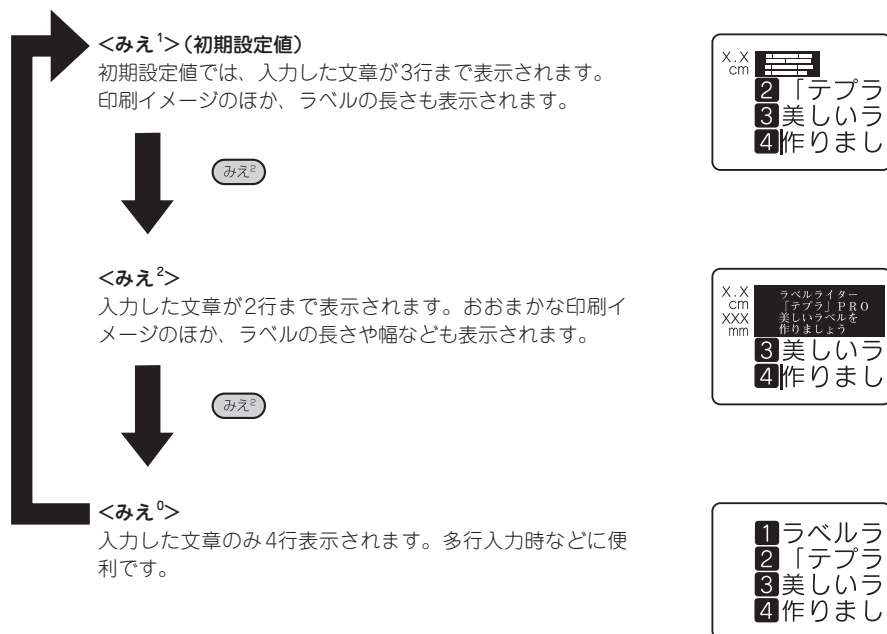 <みえ¹>（初期設定値）
初期設定値では、入力した文章が3行まで表示されます。
印刷イメージのほか、ラベルの長さも表示されます。
X.X
cm
2「テプラ
3美しいラ
4作りまし
みえ²
<みえ²>
入力した文章が2行まで表示されます。おおまかな印刷イ
メージのほか、ラベルの長さや幅なども表示されます。
X.X
cm
XXX
mm
ラベルライター
「テプラ」PRO
美しいラベルを
作りましょう
3美しいラ
4作りまし
みえ²
<みえ⁰>
入力した文章のみ4行表示されます。多行入力時などに便
利です。
1ラベルラ
2「テプラ
3美しいラ
4作りまし